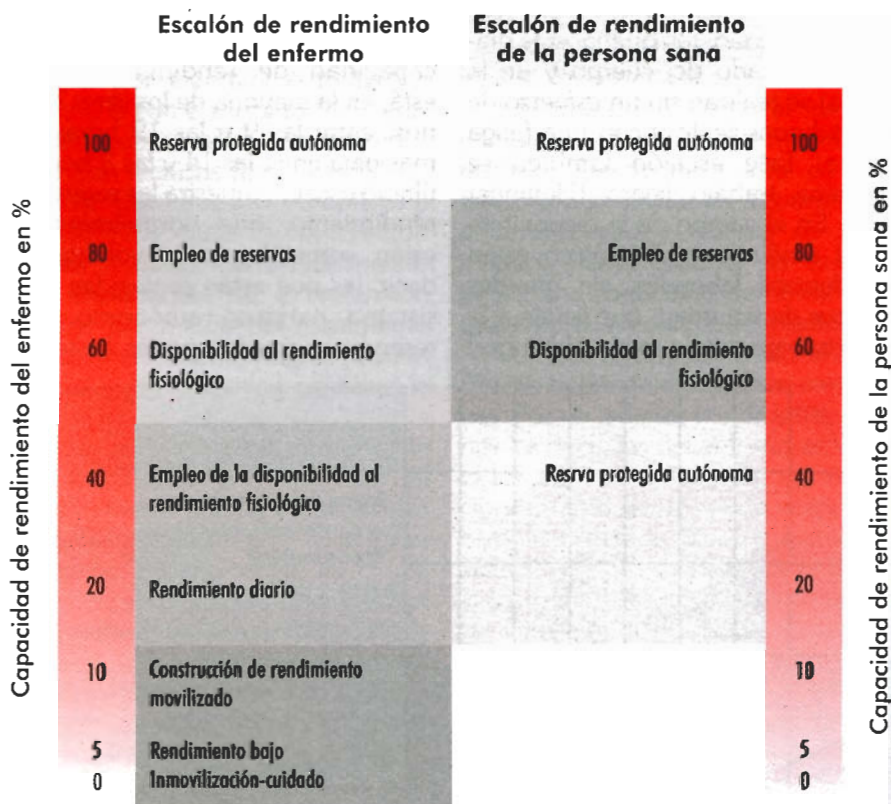 Escalón de rendimiento
del enfermo
Escalón de rendimiento
de la persona sana
Capacidad de rendimiento del enfermo en %
100
Reserva protegida autónoma
80
Empleo de reservas
60
Disponibilidad al rendimiento
fisiológico
40
Empleo de la disponibilidad al
rendimiento fisiológico
20
Rendimiento diario
10
Construcción de rendimiento
movilizado
5
Rendimiento bajo
0
Inmovilización-cuidado
Reserva protegida autónoma
100
Empleo de reservas
80
Disponibilidad al rendimiento
fisiológico
60
Resrva protegida autónoma
40
20
10
5
0
Capacidad de rendimiento de la persona sana en %